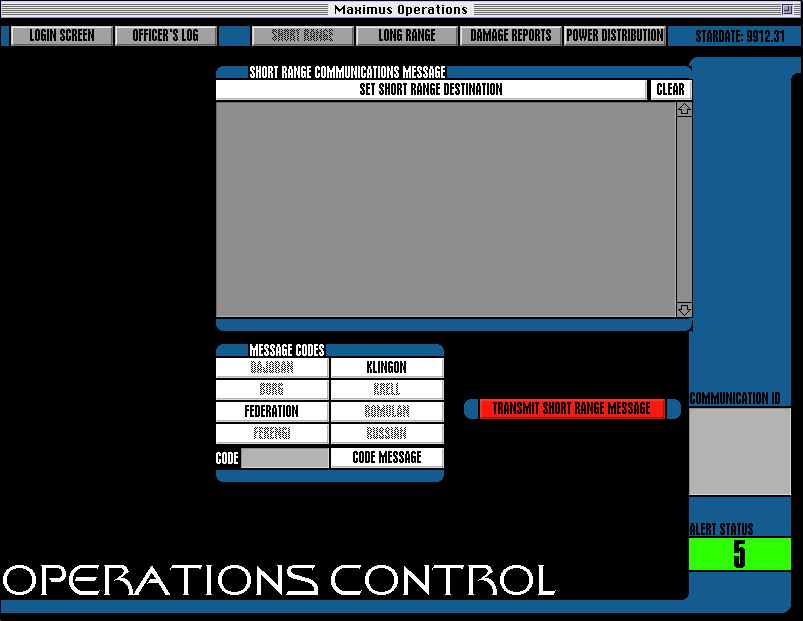 Maximus Operations
LOGIN SCREEN OFFICER'S LOG SHORT RANGE LONG RANGE DAMAGE REPORTS POWER DISTRIBUTION STARDATE: 9912.31
SHORT RANGE COMMUNICATIONS MESSAGE
SET SHORT RANGE DESTINATION CLEAR
MESSAGE CODES
BAJORAN KLINGON
BORG KRELL
FEDERATION ROMULAN
FERENGI RUSSIAN
CODE CODE MESSAGE
TRANSMIT SHORT RANGE MESSAGE
COMMUNICATION ID
ALERT STATUS
5
OPERATIONS CONTROL